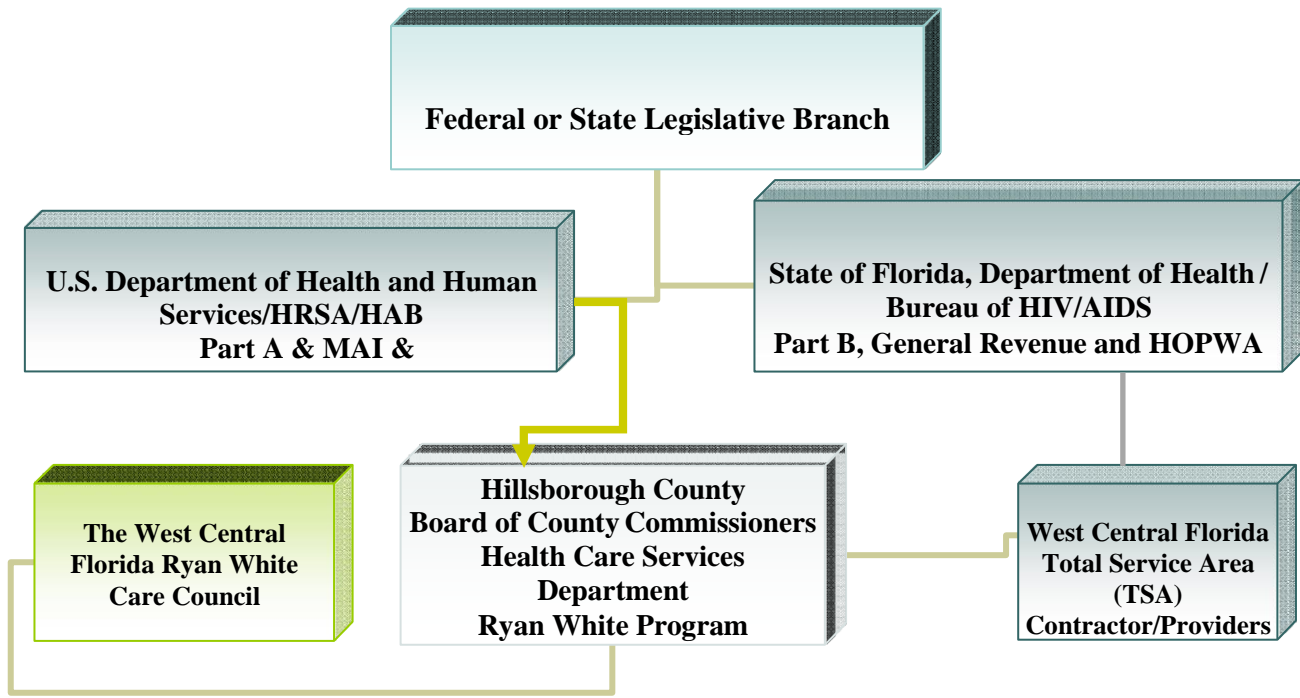 Federal or State Legislative Branch
U.S. Department of Health and Human
Services/HRSA/HAB
Part A & MAI &
State of Florida, Department of Health /
Bureau of HIV/AIDS
Part B, General Revenue and HOPWA
The West Central
Florida Ryan White
Care Council
Hillsborough County
Board of County Commissioners
Health Care Services
Department
Ryan White Program
West Central Florida
Total Service Area
(TSA)
Contractor/Providers